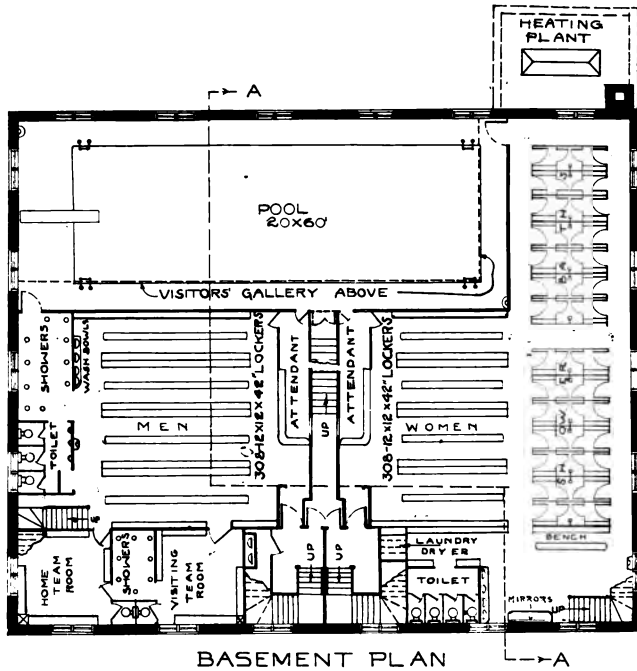 HEATING
PLANT
A
POOL
20X60'
VISITORS' GALLERY ABOVE
SHOWERS
WASH BOWLS
MEN
308-12X12X42" LOCKERS
ATTENDANT
UP
ATTENDANT
308-12X12X42" LOCKERS
WOMEN
TOILET
UP
HOME
TEAM
ROOM
SHOWERS
VISITING
TEAM
ROOM
UP
UP
LAUNDRY
DRYER
TOILET
BENCH
MIRRORS
UP
A
BASEMENT PLAN